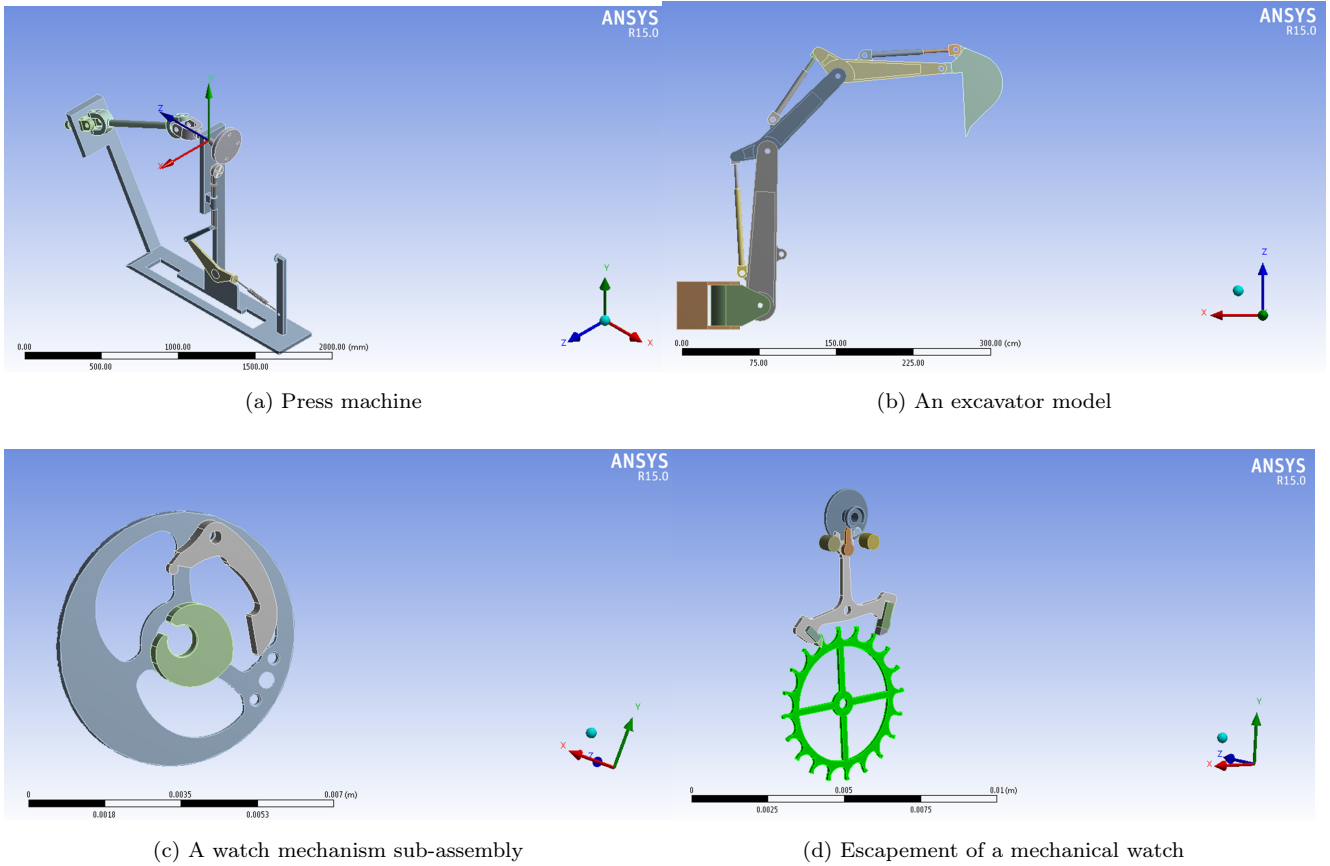 ANSYS
R15.0
Y
Z
X
Y
Z
X
0.00 1000.00 2000.00 (mm)
500.00 1500.00
(a) Press machine
ANSYS
R15.0
Z
X
0.00 150.00 300.00 (cm)
75.00 225.00
(b) An excavator model
ANSYS
R15.0
Y
X
Z
0 0.0035 0.007 (m)
0.0018 0.0053
(c) A watch mechanism sub-assembly
ANSYS
R15.0
Y
Z
X
0 0.005 0.01 (m)
0.0025 0.0075
(d) Escapement of a mechanical watch